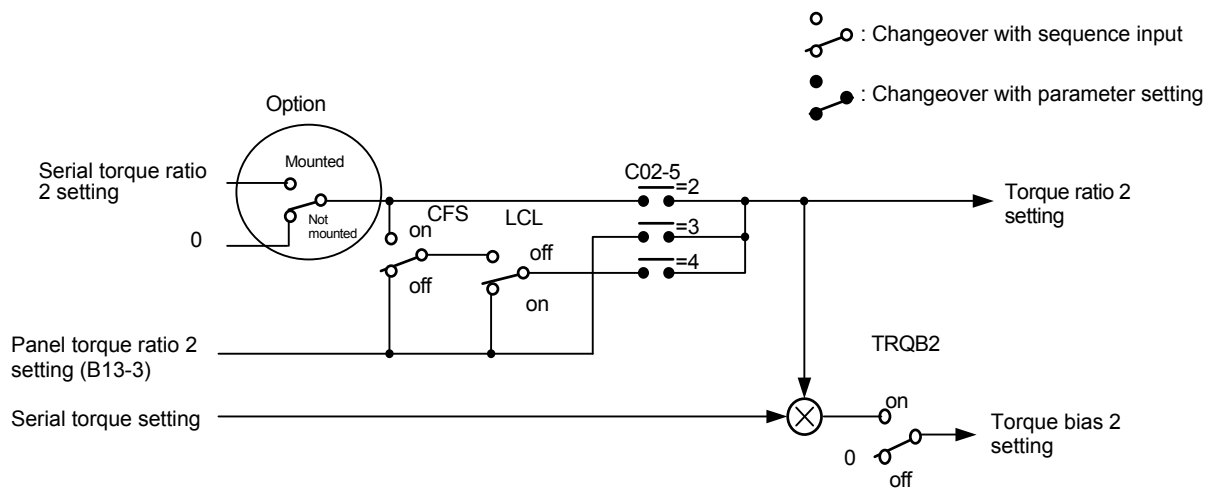 : Changeover with sequence input
: Changeover with parameter setting
Option
Mounted
Serial torque ratio
2 setting
Not
mounted
0
CFS
LCL
on
off
off
on
C02-5
=2
=3
=4
Torque ratio 2
setting
Panel torque ratio 2
setting (B13-3)
TRQB2
Serial torque setting
on
0
off
Torque bias 2
setting